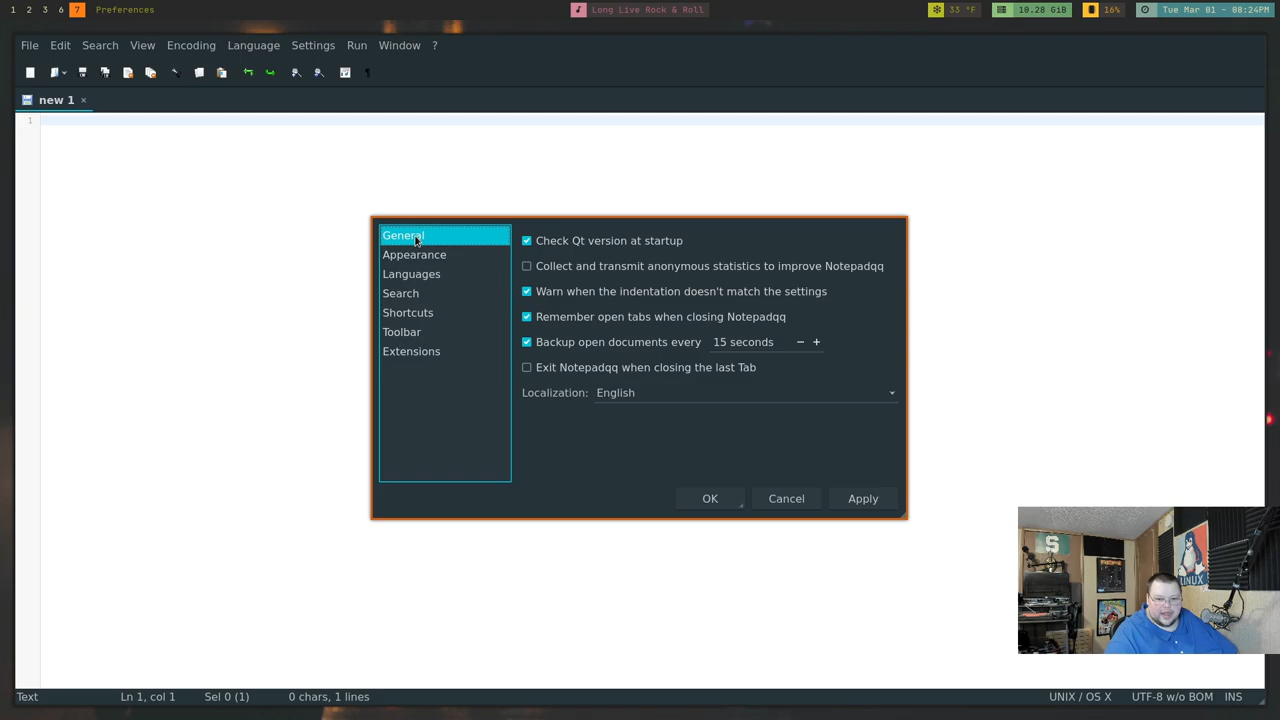 1 2 3 6 7 Preferences
Long Live Rock & Roll
33 °F
10.28 GiB
16%
Tue Mar 01 - 08:24PM
File Edit Search View Encoding Language Settings Run Window ?
new 1 ×
1
General
Appearance
Languages
Search
Shortcuts
Toolbar
Extensions
Check Qt version at startup
Collect and transmit anonymous statistics to improve Notepadqq
Warn when the indentation doesn't match the settings
Remember open tabs when closing Notepadqq
Backup open documents every 15 seconds − +
Exit Notepadqq when closing the last Tab
Localization: English
OK Cancel Apply
S
LINUX
Text Ln 1, col 1 Sel 0 (1) 0 chars, 1 lines UNIX / OS X UTF-8 w/o BOM INS